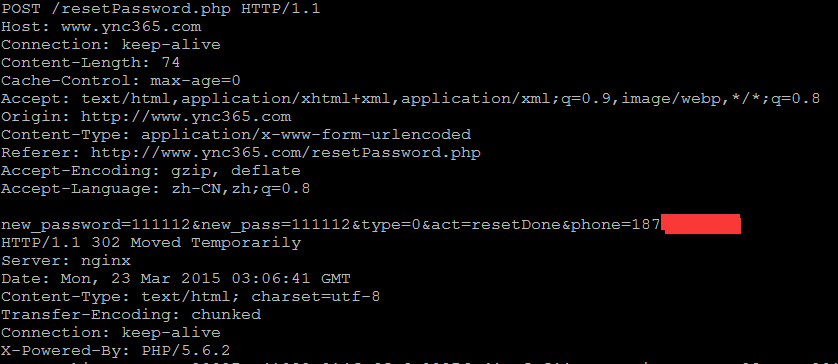 POST /resetPassword.php HTTP/1.1
Host: www.ync365.com
Connection: keep-alive
Content-Length: 74
Cache-Control: max-age=0
Accept: text/html,application/xhtml+xml,application/xml;q=0.9,image/webp,*/*;q=0.8
Origin: http://www.ync365.com
Content-Type: application/x-www-form-urlencoded
Referer: http://www.ync365.com/resetPassword.php
Accept-Encoding: gzip, deflate
Accept-Language: zh-CN,zh;q=0.8
new_password=111112&new_pass=111112&type=0&act=resetDone&phone=187
HTTP/1.1 302 Moved Temporarily
Server: nginx
Date: Mon, 23 Mar 2015 03:06:41 GMT
Content-Type: text/html; charset=utf-8
Transfer-Encoding: chunked
Connection: keep-alive
X-Powered-By: PHP/5.6.2